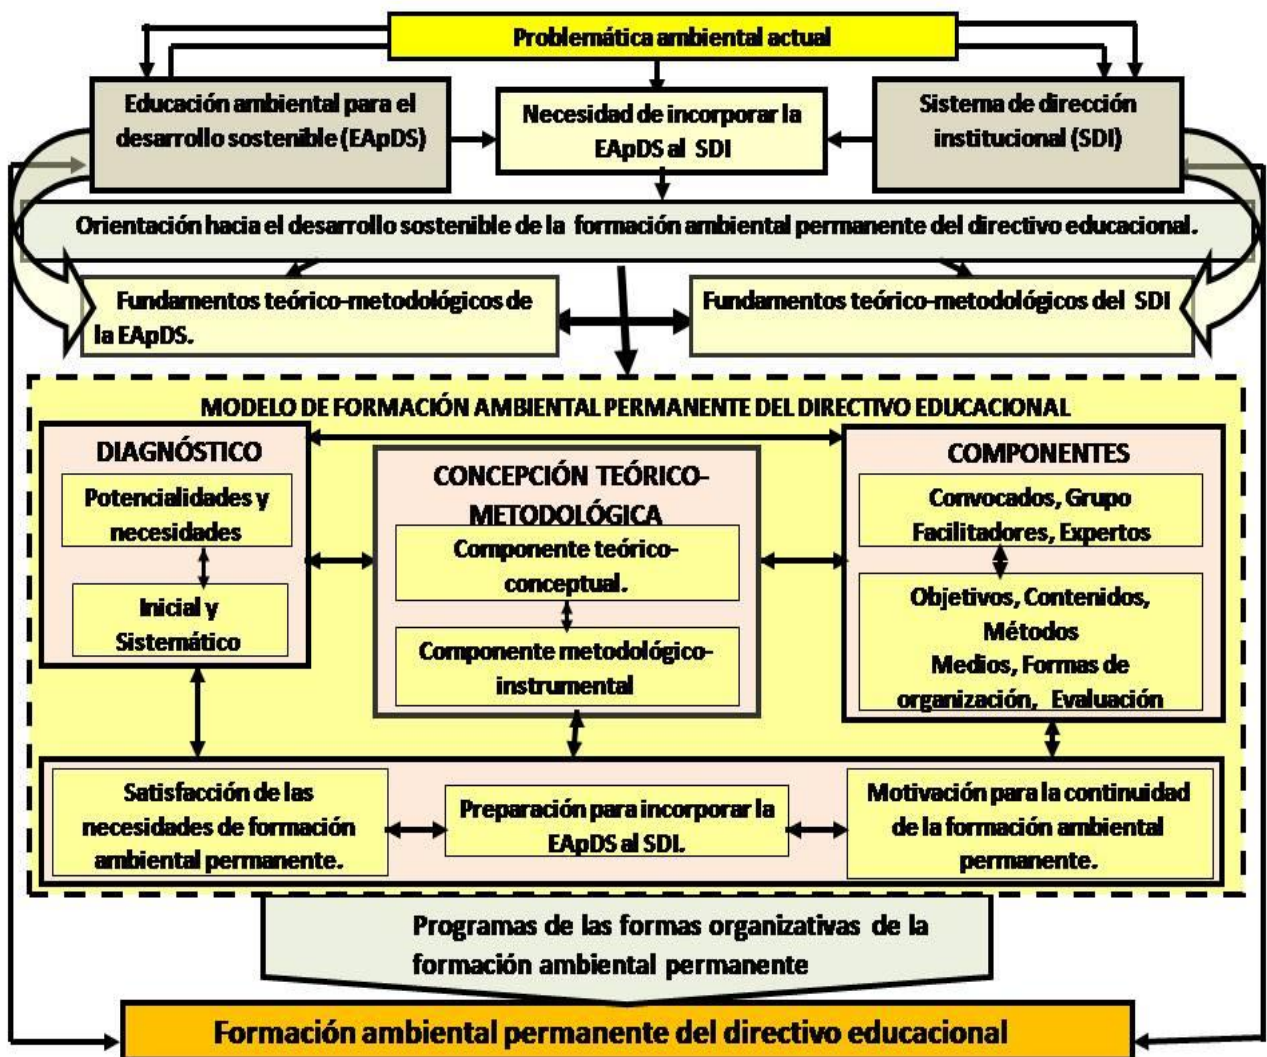 Problemática ambiental actual
Educación ambiental para el
desarrollo sostenible (EApDS)
Necesidad de incorporar la
EApDS al SDI
Sistema de dirección
institucional (SDI)
Orientación hacia el desarrollo sostenible de la formación ambiental permanente del directivo educacional.
Fundamentos teórico-metodológicos de
la EApDS.
Fundamentos teórico-metodológicos del SDI
MODELO DE FORMACIÓN AMBIENTAL PERMANENTE DEL DIRECTIVO EDUCACIONAL
DIAGNÓSTICO
Potencialidades y
necesidades
Inicial y
Sistemático
CONCEPCIÓN TEÓRICO-
METODOLÓGICA
Componente teórico-
conceptual.
Componente metodológico-
instrumental
COMPONENTES
Convocados, Grupo
Facilitadores, Expertos
Objetivos, Contenidos,
Métodos
Medios, Formas de
organización, Evaluación
Satisfacción de las
necesidades de formación
ambiental permanente.
Preparación para incorporar la
EApDS al SDI.
Motivación para la continuidad
de la formación ambiental
permanente.
Programas de las formas organizativas de la
formación ambiental permanente
Formación ambiental permanente del directivo educacional